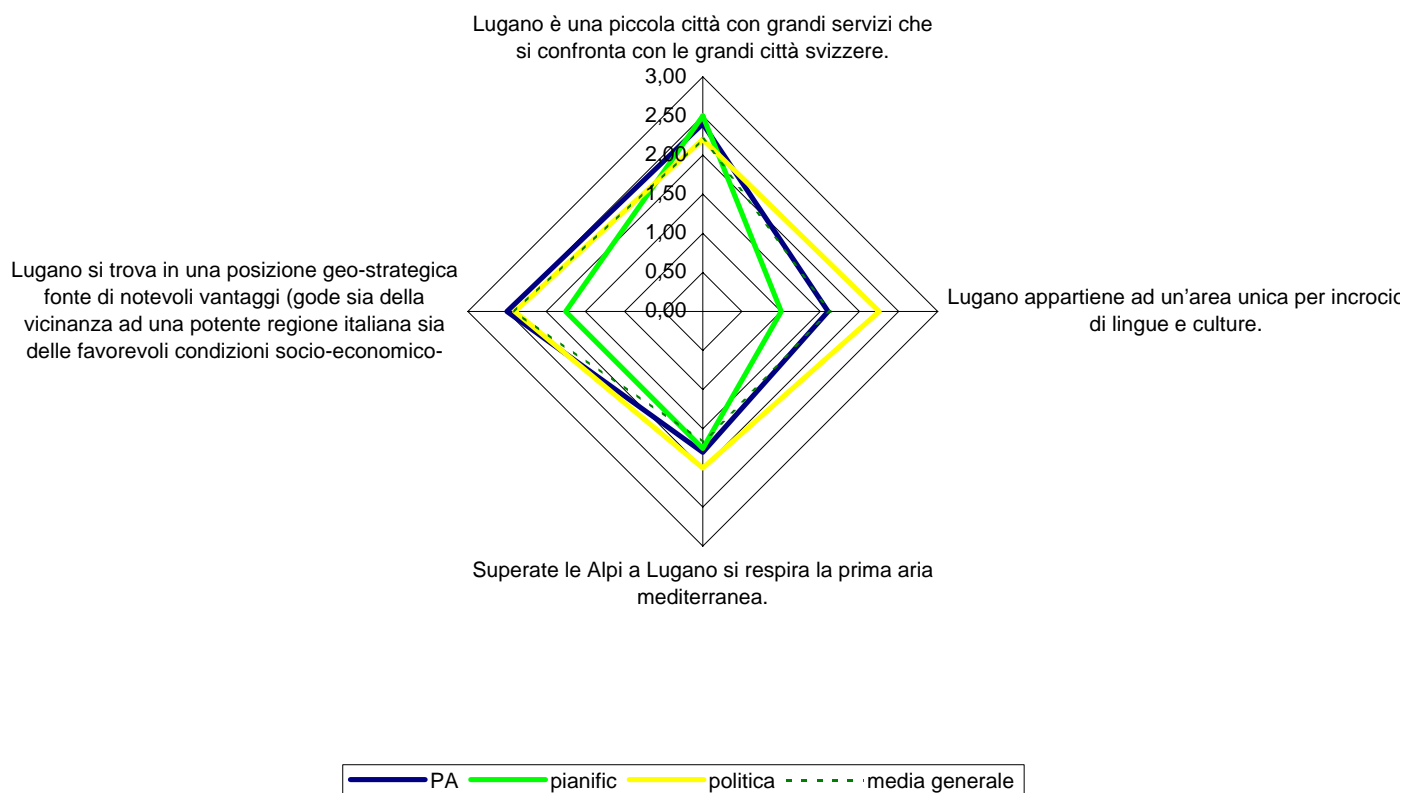 Lugano è una piccola città con grandi servizi che
si confronta con le grandi città svizzere.
3,00
2,50
2,00
1,50
1,00
0,50
0,00
Lugano si trova in una posizione geo-strategica
fonte di notevoli vantaggi (gode sia della
vicinanza ad una potente regione italiana sia
delle favorevoli condizioni socio-economico-
Lugano appartiene ad un'area unica per incrocio
di lingue e culture.
Superate le Alpi a Lugano si respira la prima aria
mediterranea.
PA pianific politica media generale